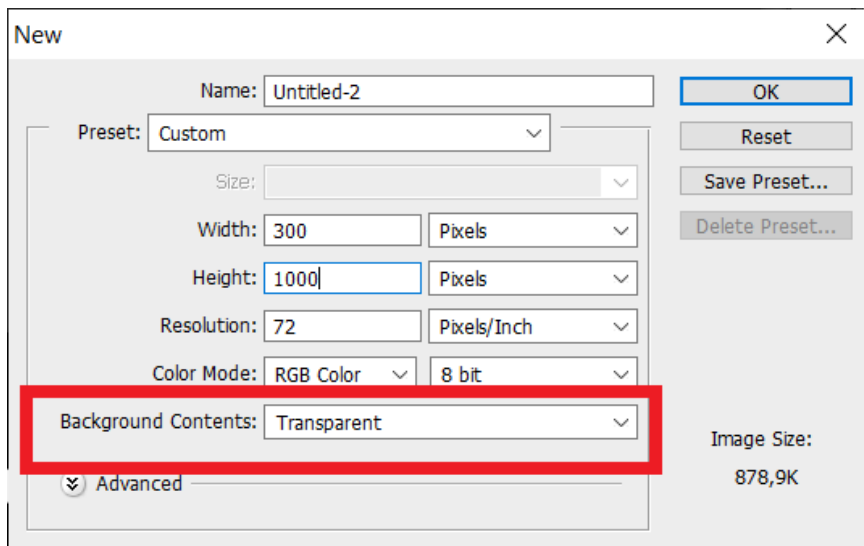 New
Name: Untitled-2
OK
Preset: Custom
Reset
Size:
Save Preset...
Width: 300 Pixels
Delete Preset...
Height: 1000 Pixels
Resolution: 72 Pixels/Inch
Color Mode: RGB Color 8 bit
Background Contents: Transparent
Image Size:
878,9K
Advanced